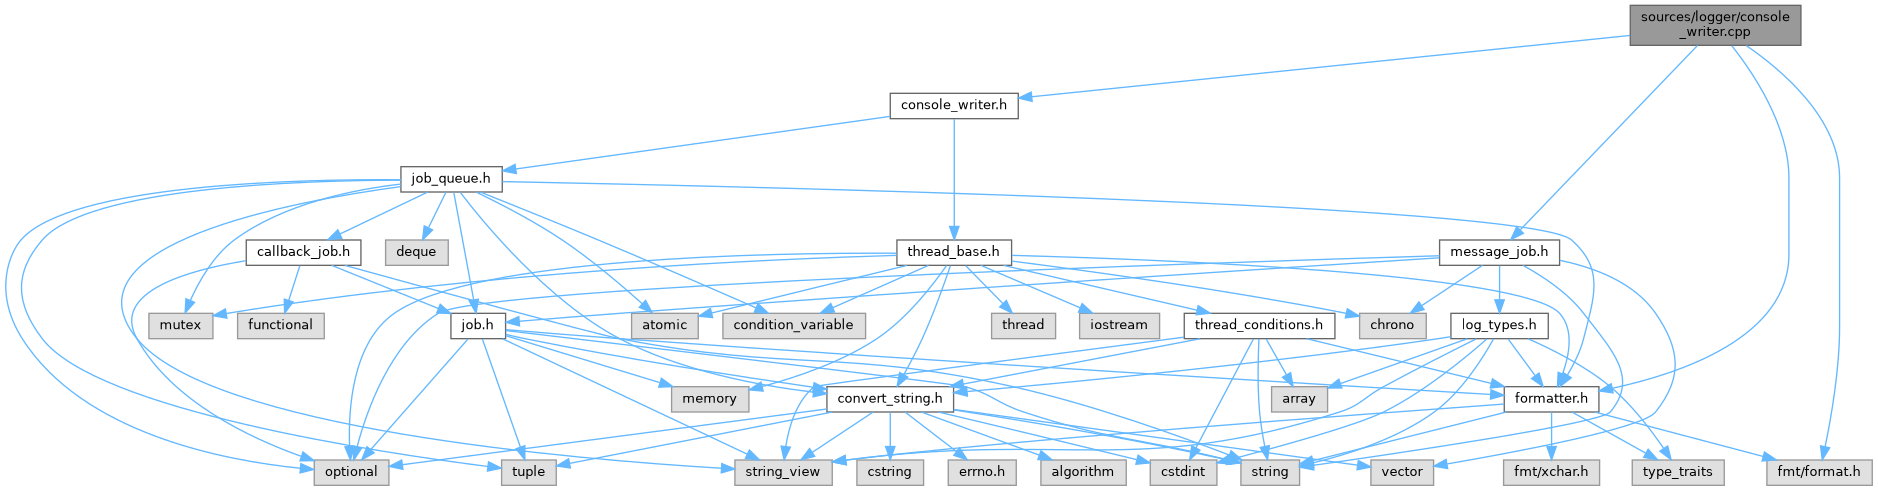 sources/logger/console
_writer.cpp
console_writer.h
job_queue.h
callback_job.h
deque
thread_base.h
message_job.h
mutex
functional
job.h
atomic
condition_variable
thread
iostream
thread_conditions.h
chrono
log_types.h
memory
convert_string.h
array
formatter.h
optional
tuple
string_view
cstring
errno.h
algorithm
cstdint
string
vector
fmt/xchar.h
type_traits
fmt/format.h